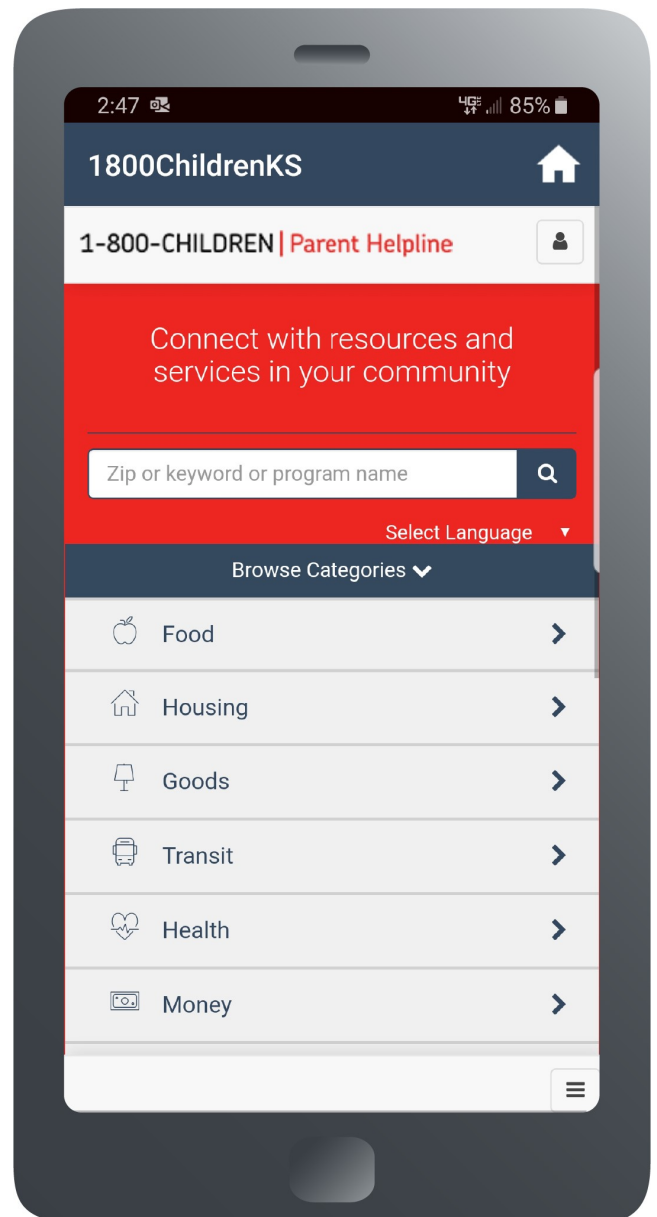 2:47 4GE 85%
1800ChildrenKS
1-800-CHILDREN | Parent Helpline
Connect with resources and
services in your community
Zip or keyword or program name
Select Language ▼
Browse Categories
Food
Housing
Goods
Transit
Health
Money